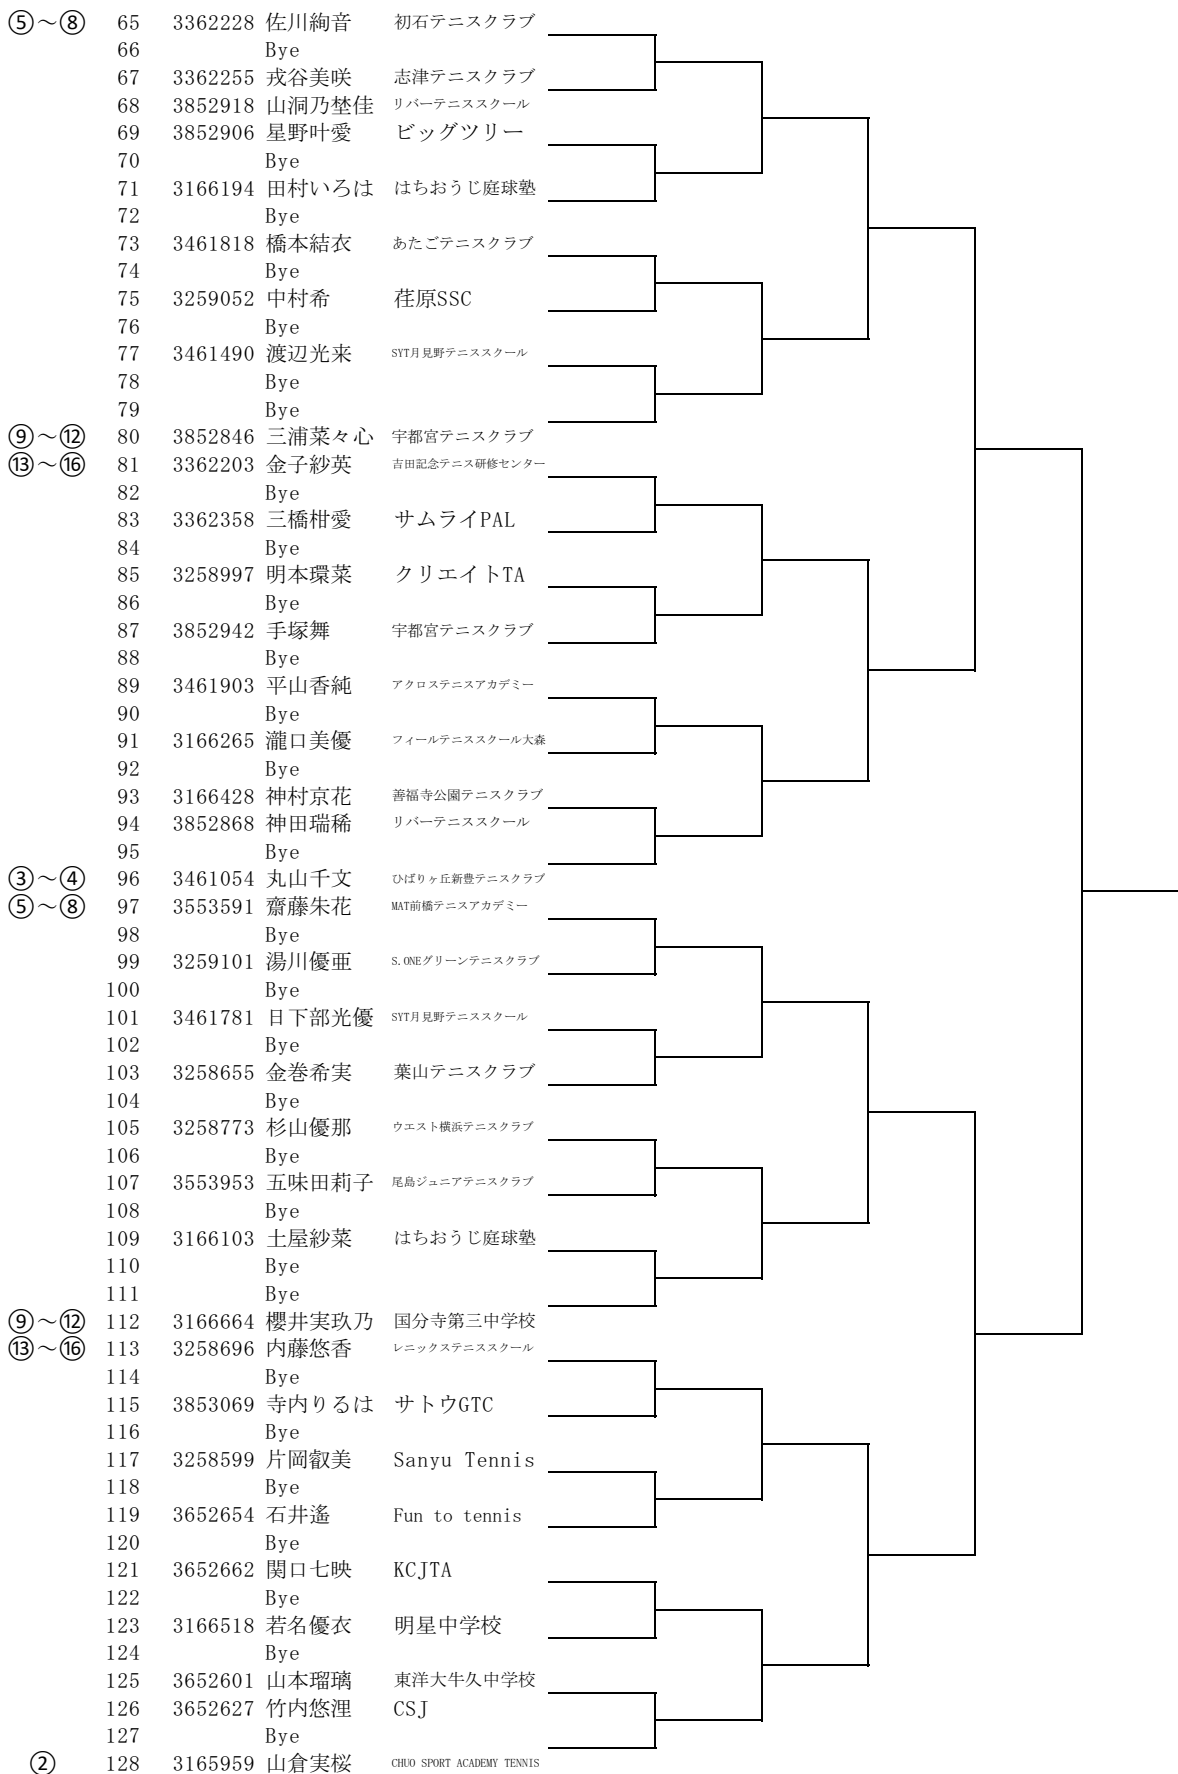 ⑤～⑧ 65 3362228 佐川絢音 初石テニスクラブ
66 Bye
67 3362255 戎谷美咲 志津テニスクラブ
68 3852918 山洞乃埜佳 リバーテニススクール
69 3852906 星野叶愛 ビッグツリー
70 Bye
71 3166194 田村いろは はちおうじ庭球塾
72 Bye
73 3461818 橋本結衣 あたごテニスクラブ
74 Bye
75 3259052 中村希 荏原SSC
76 Bye
77 3461490 渡辺光来 SYT月見野テニススクール
78 Bye
79 Bye
⑨～⑫ 80 3852846 三浦菜々心 宇都宮テニスクラブ
⑬～⑯ 81 3362203 金子紗英 吉田記念テニス研修センター
82 Bye
83 3362358 三橋柑愛 サムライPAL
84 Bye
85 3258997 明本環菜 クリエイトTA
86 Bye
87 3852942 手塚舞 宇都宮テニスクラブ
88 Bye
89 3461903 平山香純 アクロステニスアカデミー
90 Bye
91 3166265 瀧口美優 フィールテニススクール大森
92 Bye
93 3166428 神村京花 善福寺公園テニスクラブ
94 3852868 神田瑞稀 リバーテニススクール
95 Bye
③～④ 96 3461054 丸山千文 ひばりヶ丘新豊テニスクラブ
⑤～⑧ 97 3553591 齋藤朱花 MAT前橋テニスアカデミー
98 Bye
99 3259101 湯川優亜 S.ONEグリーンテニスクラブ
100 Bye
101 3461781 日下部光優 SYT月見野テニススクール
102 Bye
103 3258655 金巻希実 葉山テニスクラブ
104 Bye
105 3258773 杉山優那 ウエスト横浜テニスクラブ
106 Bye
107 3553953 五味田莉子 尾島ジュニアテニスクラブ
108 Bye
109 3166103 土屋紗菜 はちおうじ庭球塾
110 Bye
111 Bye
⑨～⑫ 112 3166664 櫻井実玖乃 国分寺第三中学校
⑬～⑯ 113 3258696 内藤悠香 レニックステニススクール
114 Bye
115 3853069 寺内りるは サトウGTC
116 Bye
117 3258599 片岡叡美 Sanyu Tennis
118 Bye
119 3652654 石井遙 Fun to tennis
120 Bye
121 3652662 関口七映 KCJTA
122 Bye
123 3166518 若名優衣 明星中学校
124 Bye
125 3652601 山本瑠璃 東洋大牛久中学校
126 3652627 竹内悠浬 CSJ
127 Bye
② 128 3165959 山倉実桜 CHUO SPORT ACADEMY TENNIS